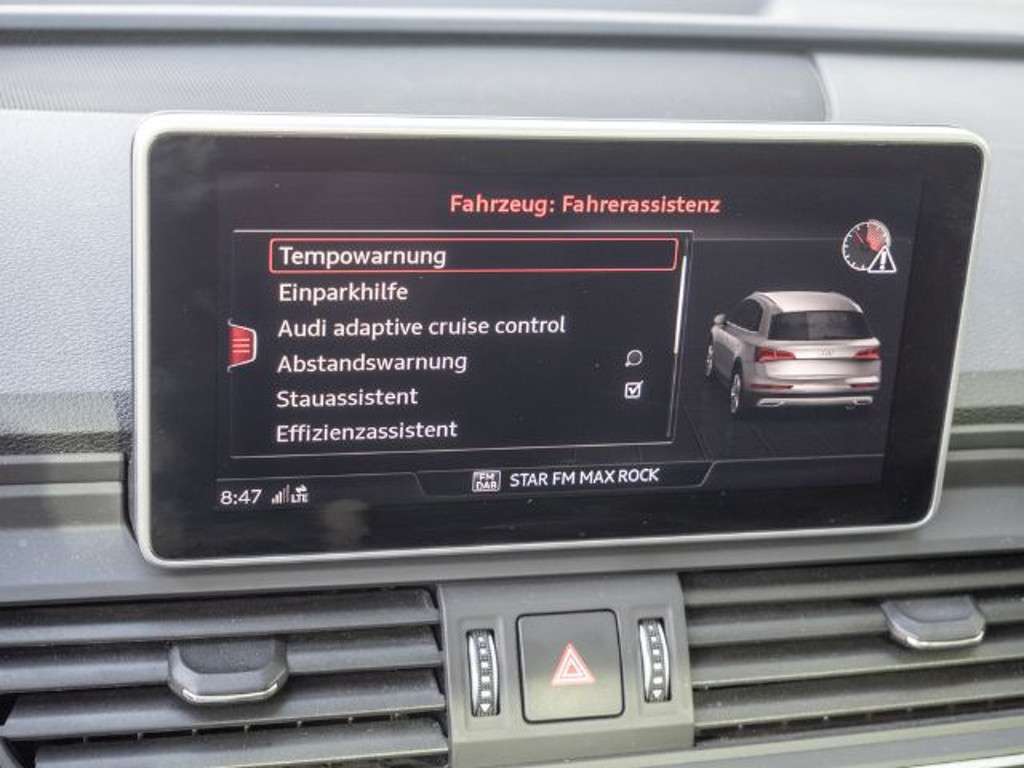 Fahrzeug: Fahrerassistenz
Tempowarnung
Einparkhilfe
Audi adaptive cruise control
Abstandswarnung
Stauassistent
Effizienzassistent
FM DAB STAR FM MAX ROCK
8:47 LTE